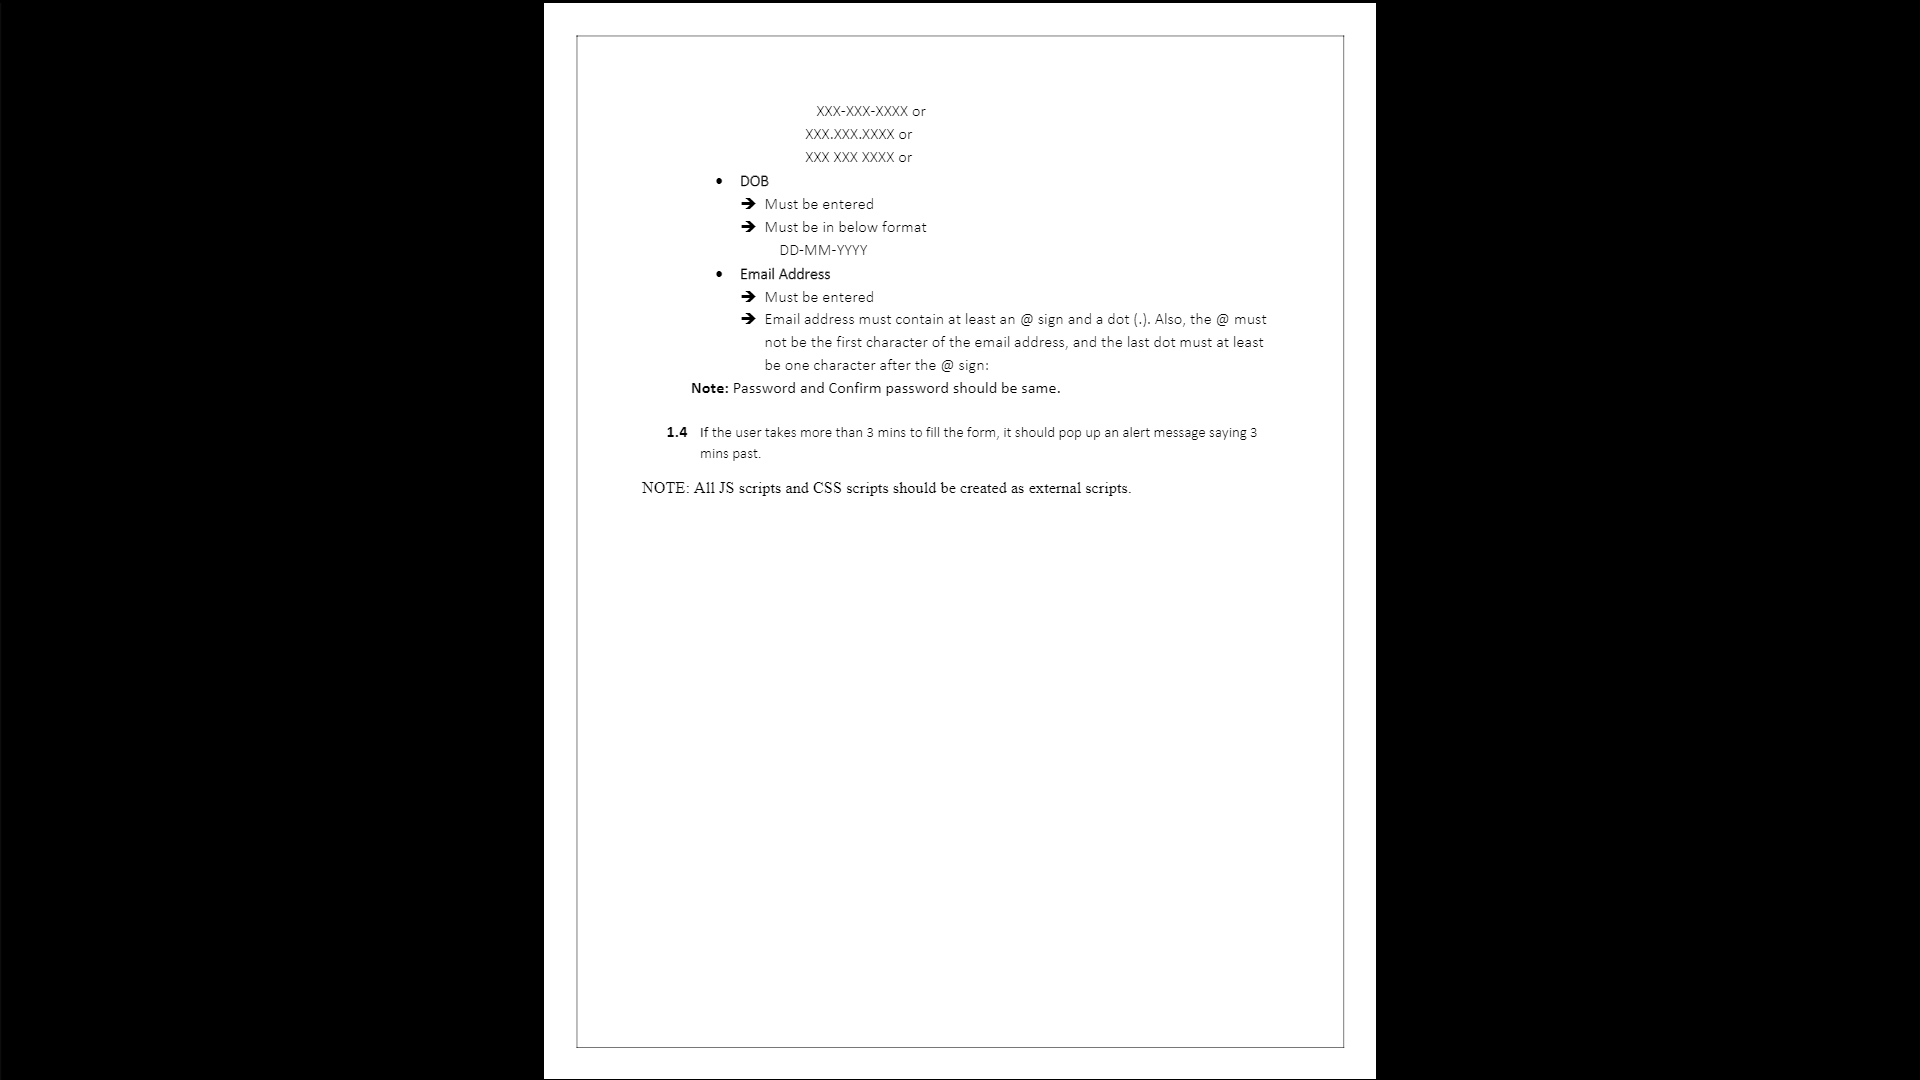 XXX-XXX-XXXX or
XXX.XXX.XXXX or
XXX XXX XXXX or
• DOB
➔ Must be entered
➔ Must be in below format
DD-MM-YYYY
• Email Address
➔ Must be entered
➔ Email address must contain at least an @ sign and a dot (.). Also, the @ must
not be the first character of the email address, and the last dot must at least
be one character after the @ sign:
Note: Password and Confirm password should be same.
1.4 If the user takes more than 3 mins to fill the form, it should pop up an alert message saying 3
mins past.
NOTE: All JS scripts and CSS scripts should be created as external scripts.